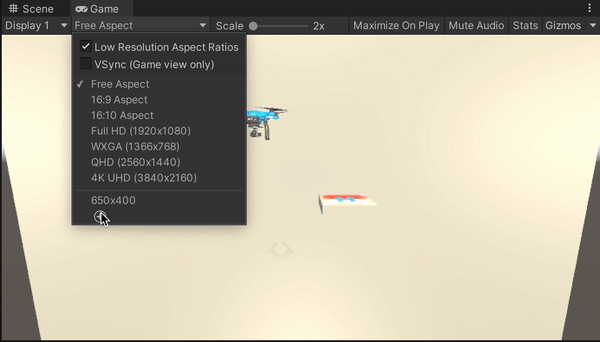 Scene Game
Display 1 Free Aspect Scale 2x Maximize On Play Mute Audio Stats Gizmos
Low Resolution Aspect Ratios
VSync (Game view only)
Free Aspect
16:9 Aspect
16:10 Aspect
Full HD (1920x1080)
WXGA (1366x768)
QHD (2560x1440)
4K UHD (3840x2160)
650x400